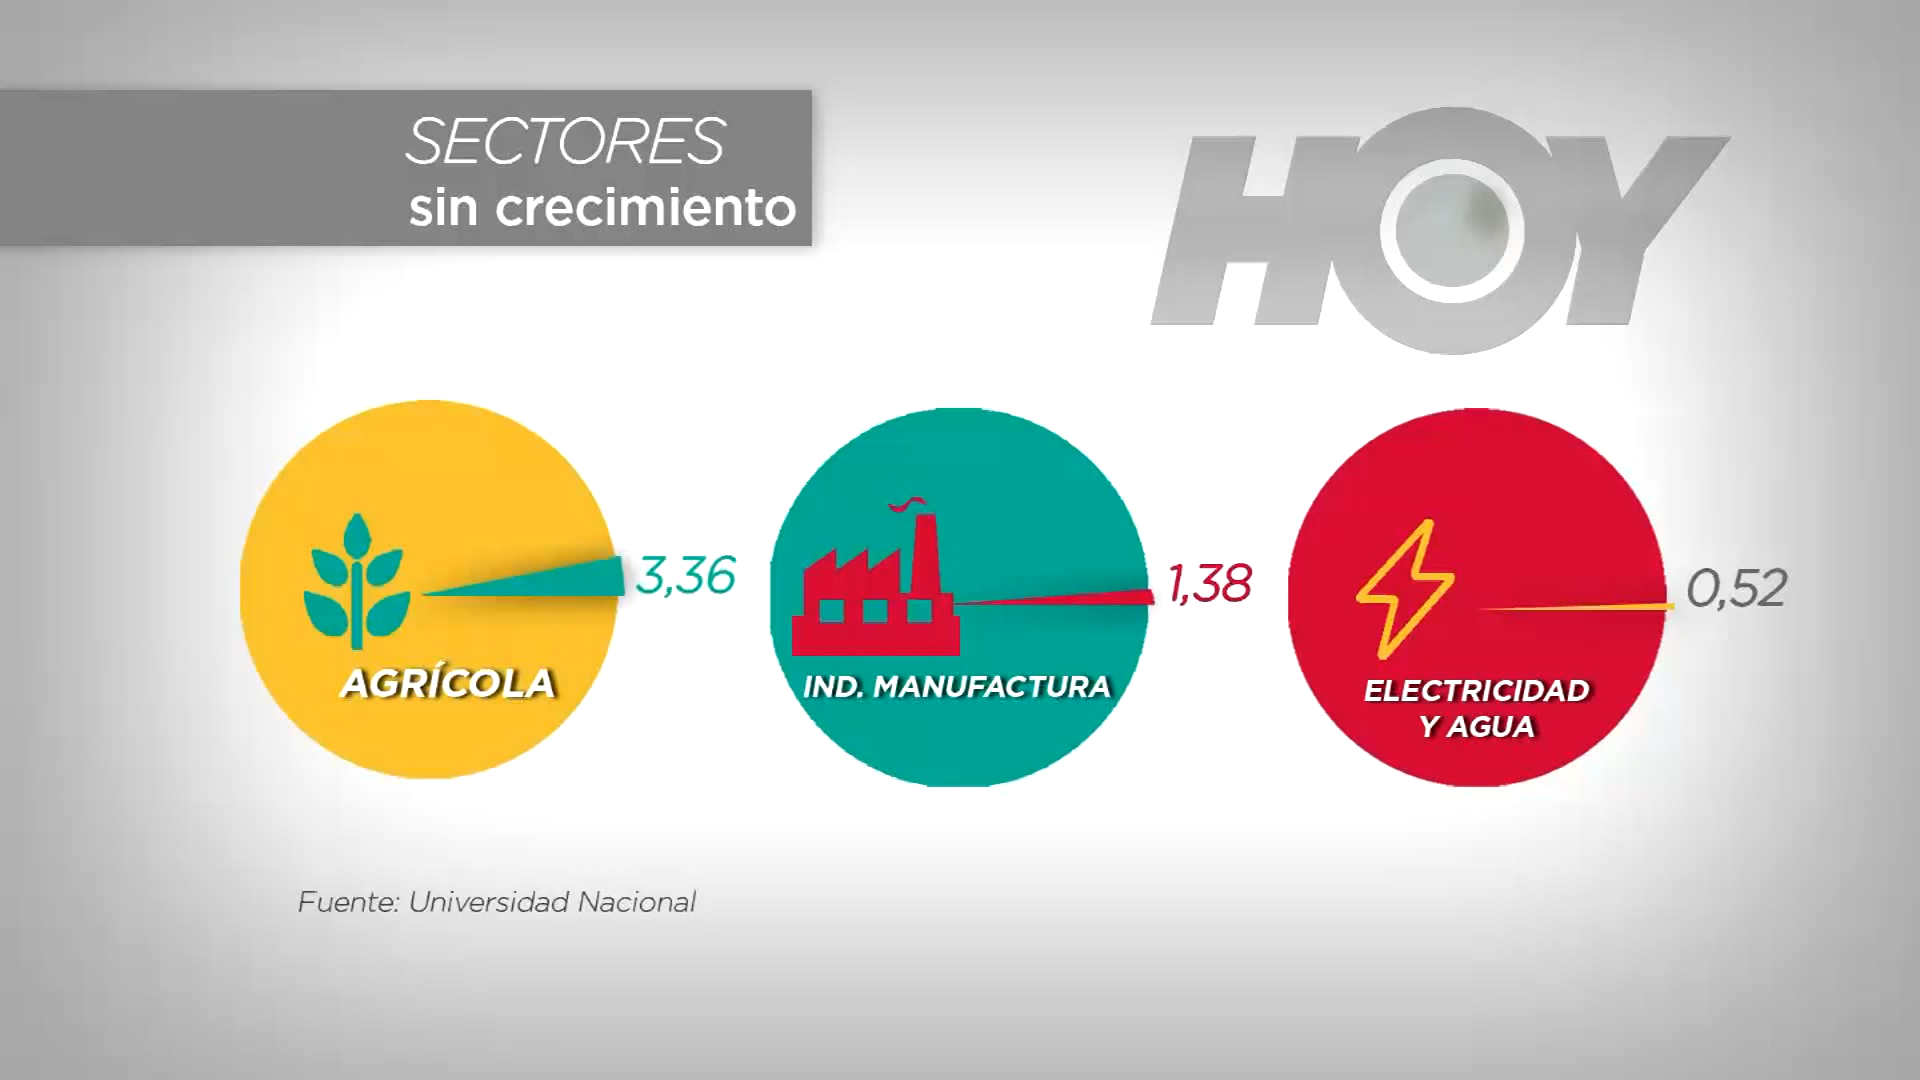 SECTORES
sin crecimiento
HOY
3,36
AGRÍCOLA
1,38
IND. MANUFACTURA
0,52
ELECTRICIDAD
Y AGUA
Fuente: Universidad Nacional